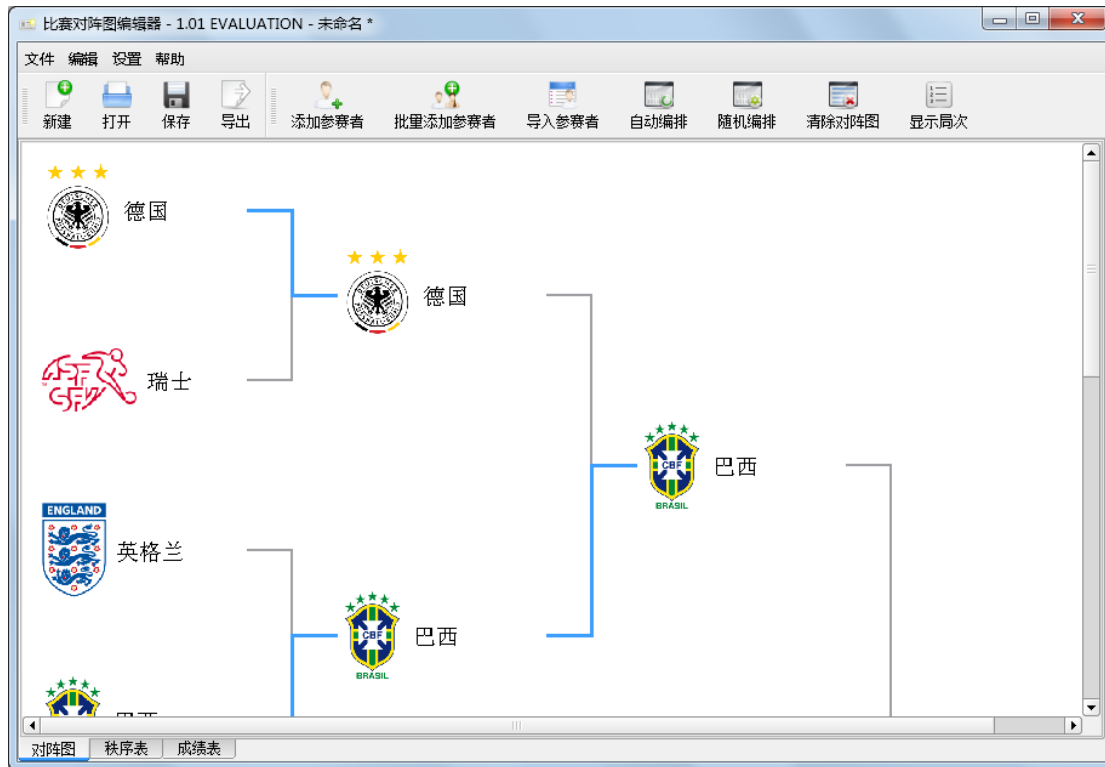 比赛对阵图编辑器 - 1.01 EVALUATION - 未命名 *
文件 编辑 设置 帮助
新建 打开 保存 导出 添加参赛者 批量添加参赛者 导入参赛者 自动编排 随机编排 清除对阵图 显示局次
德国
德国
瑞士
CBF
巴西
BRASIL
ENGLAND
英格兰
CBF
巴西
BRASIL
巴西
对阵图 秩序表 成绩表